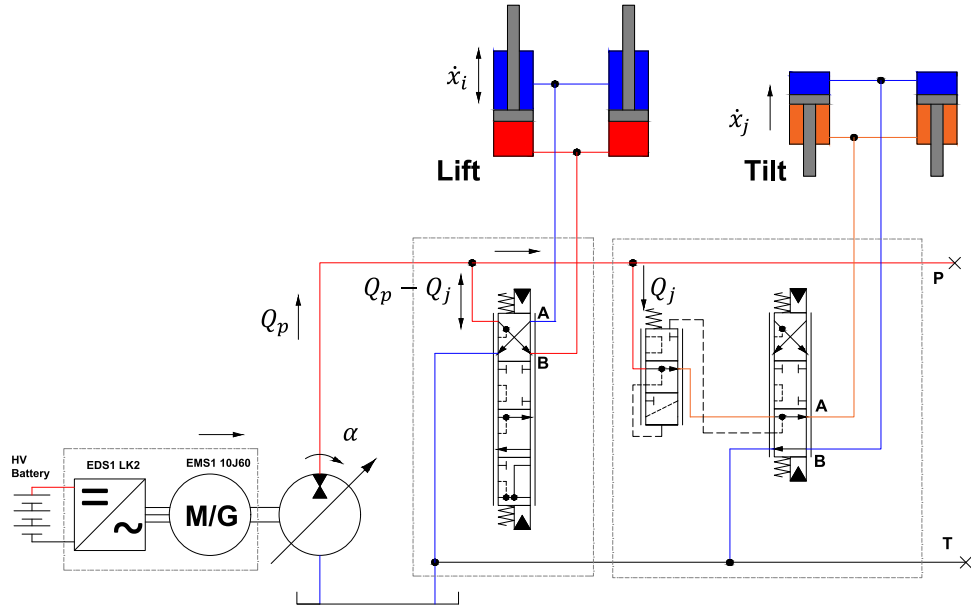 ẋᵢ
Lift
ẋⱼ
Tilt
P
Qₚ − Qⱼ
Qⱼ
Qₚ
A
B
A
B
α
HV
Battery
EDS1 LK2
EMS1 10J60
M/G
T